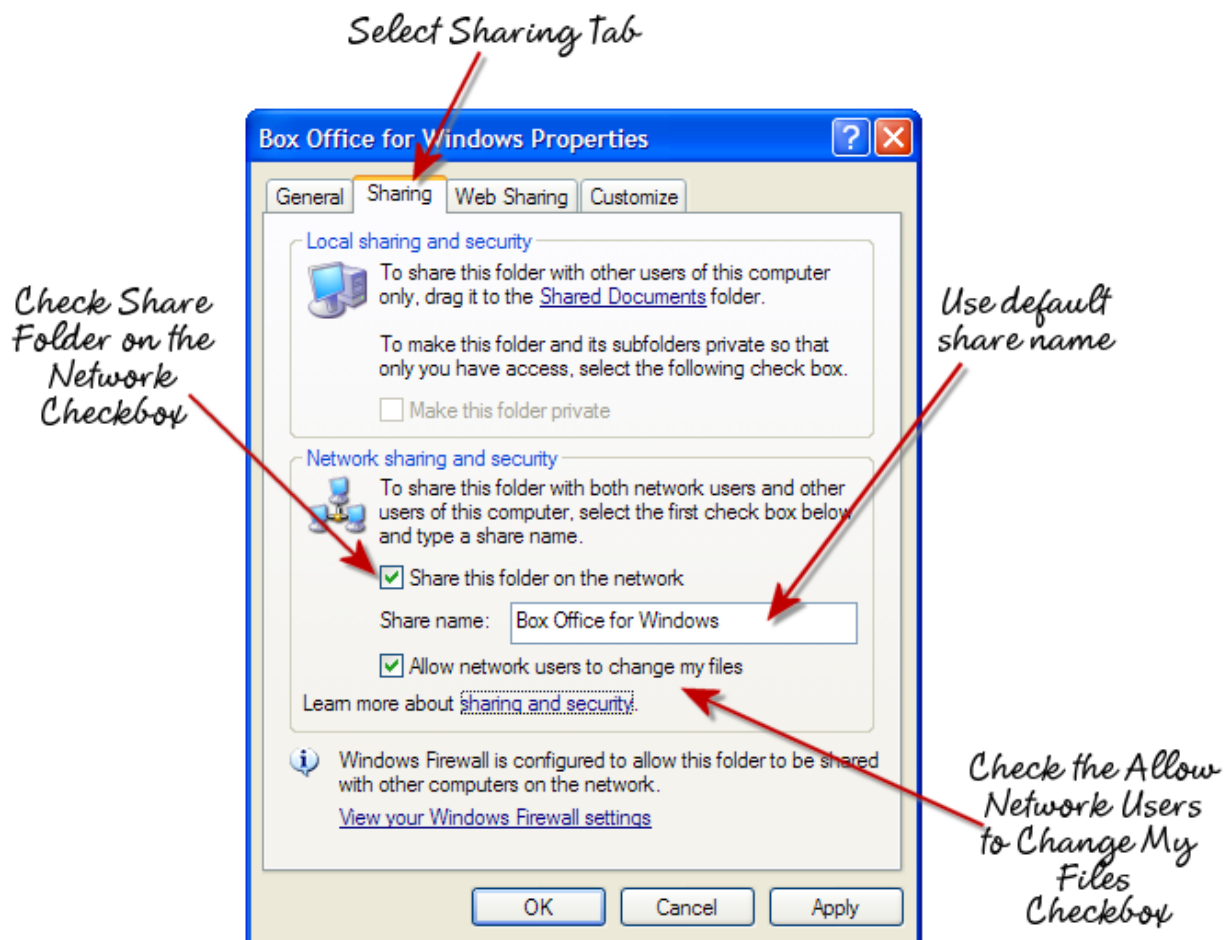 Select Sharing Tab
Box Office for Windows Properties
General Sharing Web Sharing Customize
Local sharing and security
To share this folder with other users of this computer
only, drag it to the Shared Documents folder.
To make this folder and its subfolders private so that
only you have access, select the following check box.
Make this folder private
Check Share
Folder on the
Network
Checkbox
Use default
share name
Network sharing and security
To share this folder with both network users and other
users of this computer, select the first check box below
and type a share name.
Share this folder on the network
Share name: Box Office for Windows
Allow network users to change my files
Learn more about sharing and security.
Windows Firewall is configured to allow this folder to be shared
with other computers on the network.
View your Windows Firewall settings
Check the Allow
Network Users
to Change My
Files
Checkbox
OK Cancel Apply